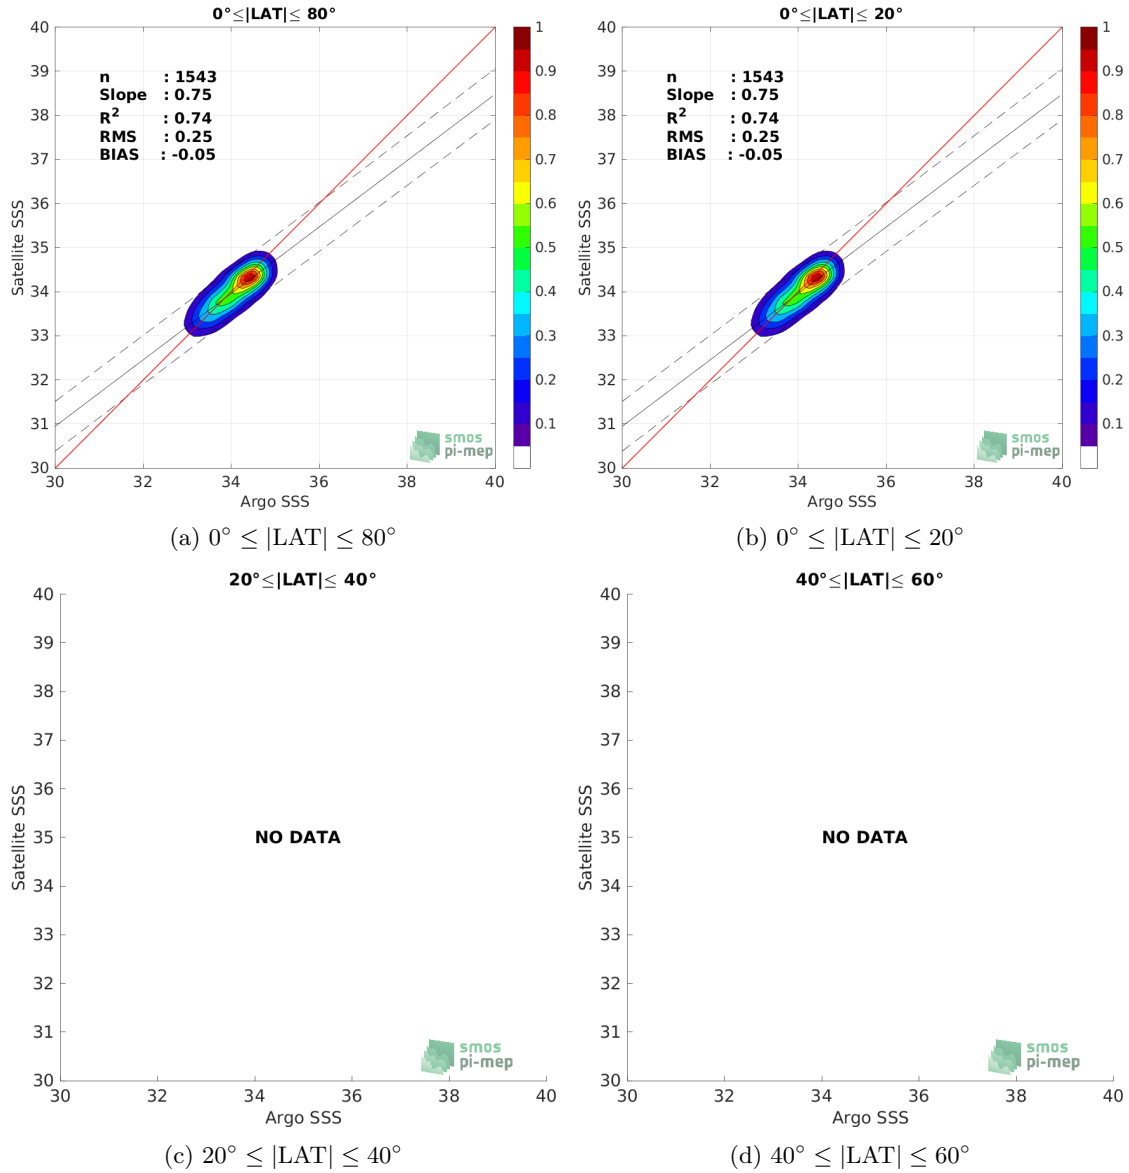 0°≤|LAT|≤ 80°
40
39
38
37
36
35
34
33
32
31
30
Satellite SSS
n : 1543
Slope : 0.75
R² : 0.74
RMS : 0.25
BIAS : -0.05
smos
pi-mep
30 32 34 36 38 40
Argo SSS
1
0.9
0.8
0.7
0.6
0.5
0.4
0.3
0.2
0.1
(a) 0° ≤ |LAT| ≤ 80°
0°≤|LAT|≤ 20°
40
39
38
37
36
35
34
33
32
31
30
Satellite SSS
n : 1543
Slope : 0.75
R² : 0.74
RMS : 0.25
BIAS : -0.05
smos
pi-mep
30 32 34 36 38 40
Argo SSS
1
0.9
0.8
0.7
0.6
0.5
0.4
0.3
0.2
0.1
(b) 0° ≤ |LAT| ≤ 20°
20°≤|LAT|≤ 40°
40
39
38
37
36
35
34
33
32
31
30
Satellite SSS
NO DATA
smos
pi-mep
30 32 34 36 38 40
Argo SSS
(c) 20° ≤ |LAT| ≤ 40°
40°≤|LAT|≤ 60°
40
39
38
37
36
35
34
33
32
31
30
Satellite SSS
NO DATA
smos
pi-mep
30 32 34 36 38 40
Argo SSS
(d) 40° ≤ |LAT| ≤ 60°